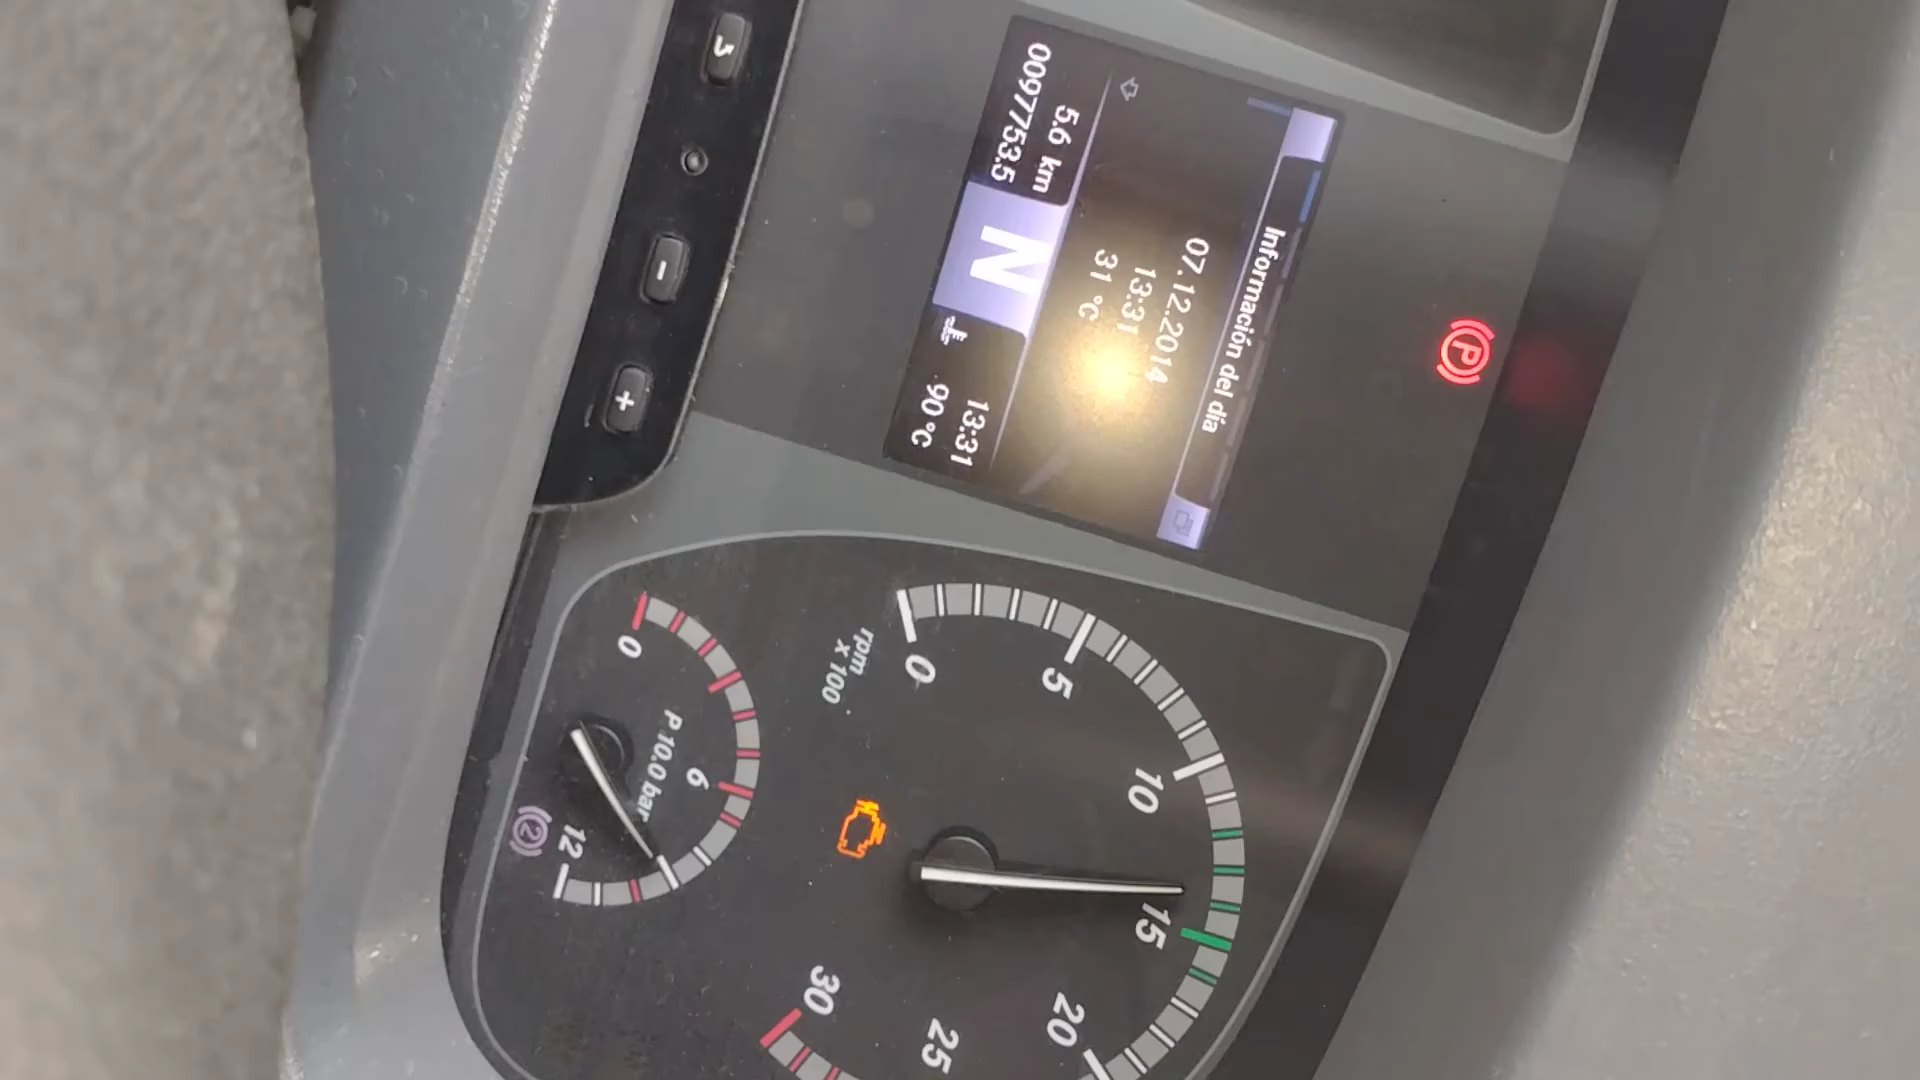 Información del día
07.12.2014
13:31
31 °C
5.6 km
0097753.5
N
13:31
90 °C
P
-
+
0
5
10
15
20
25
30
rpm
x 100
0
6
12
P 10.0 bar
2